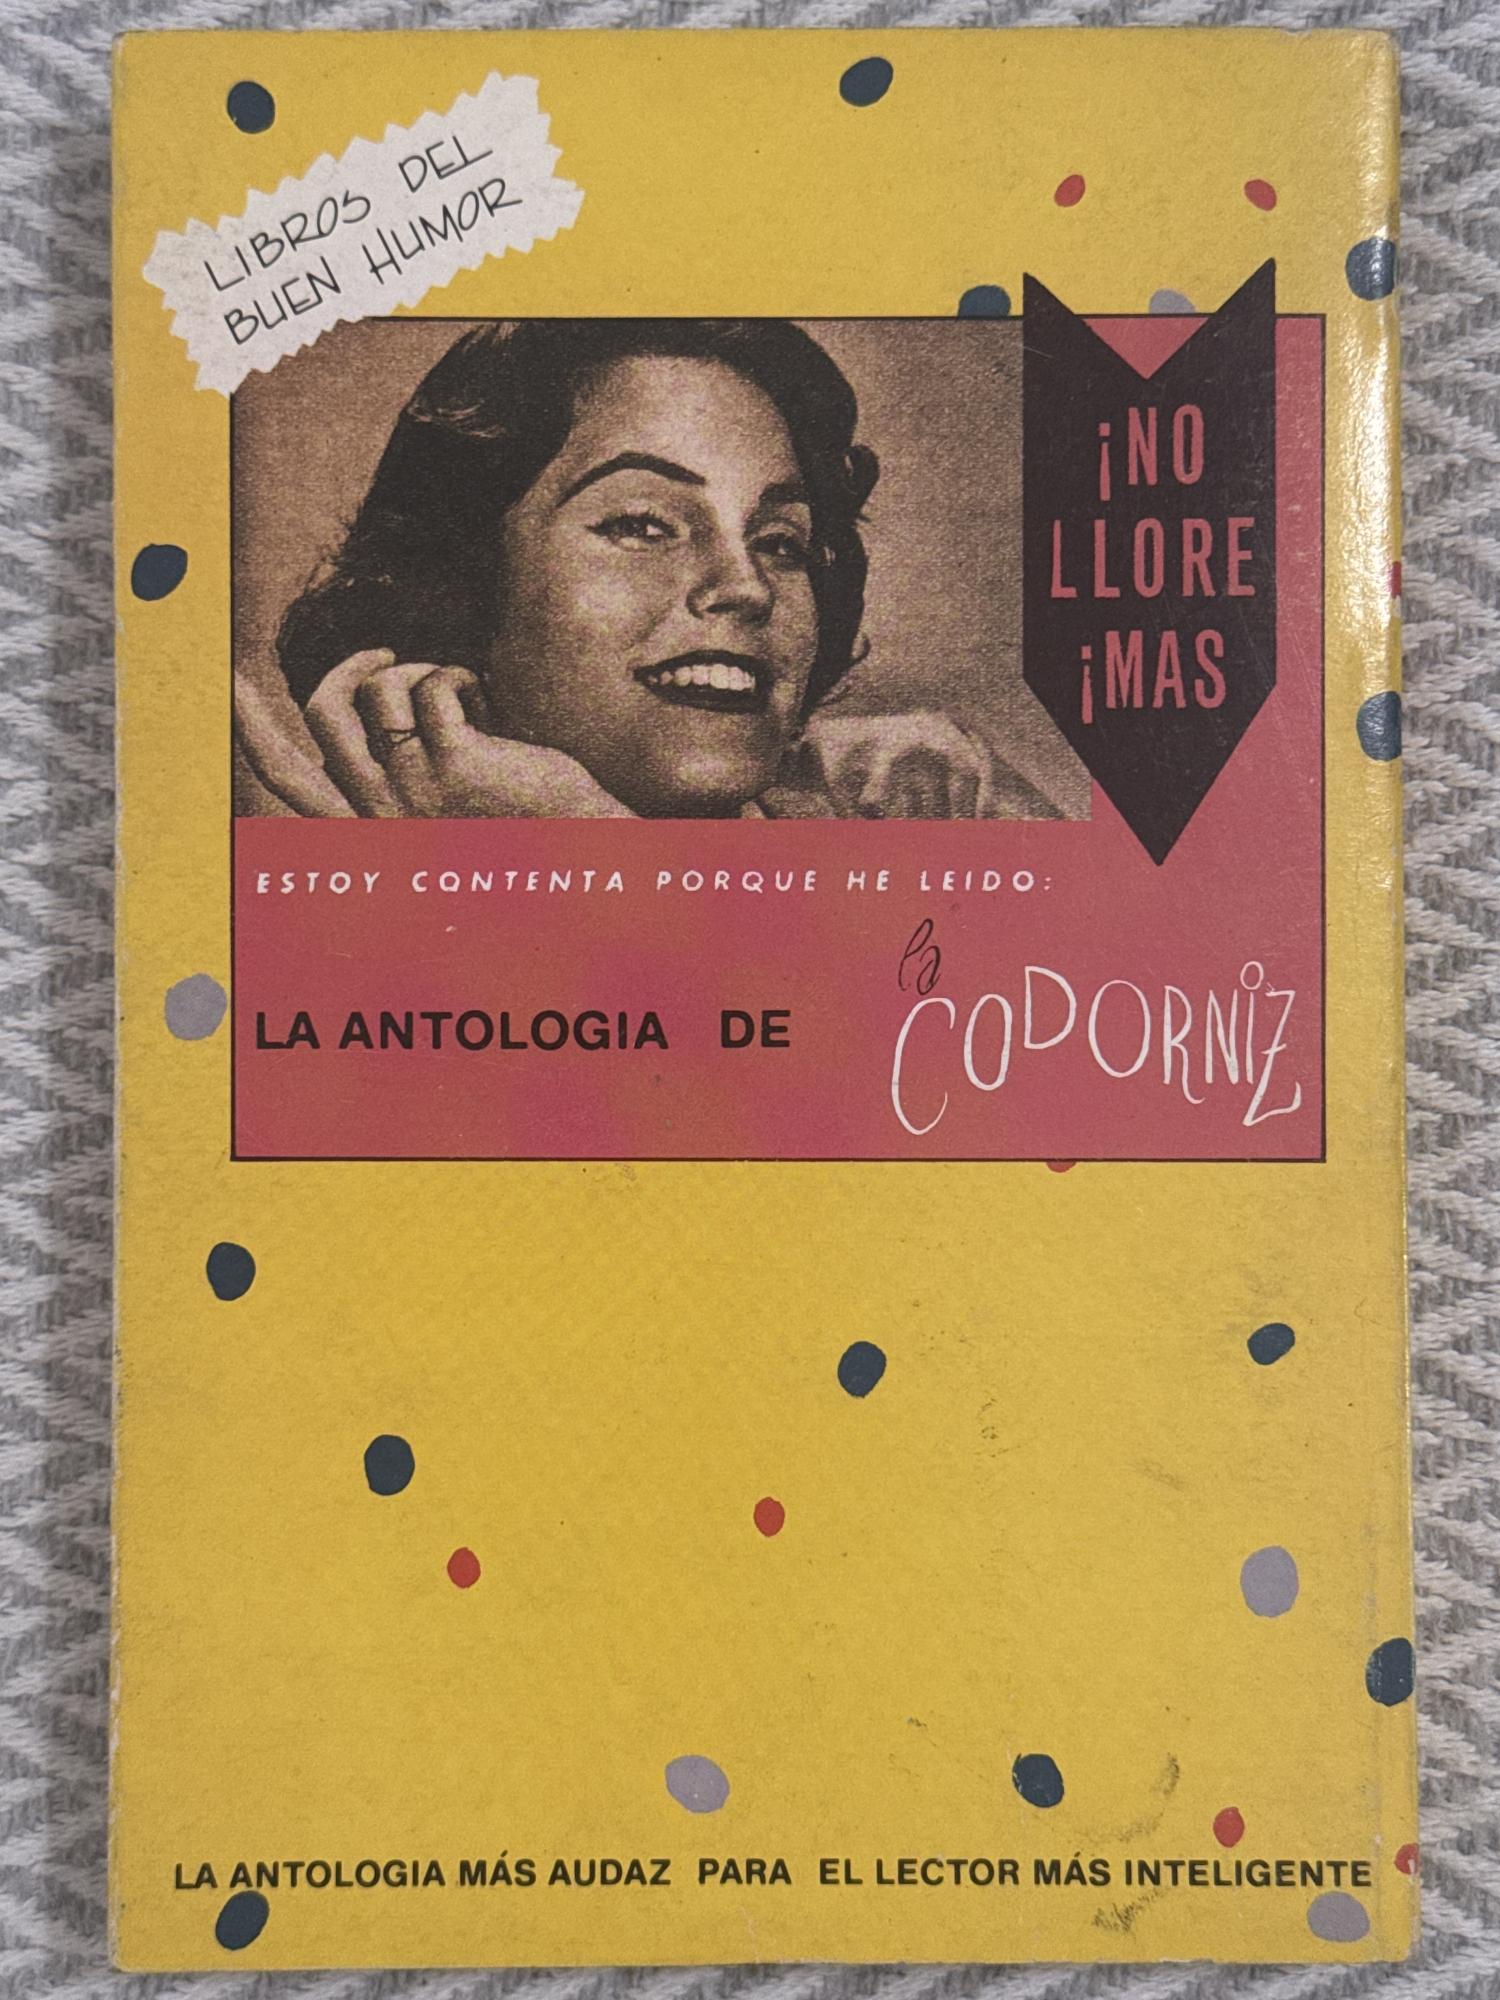 LIBROS DEL
BUEN HUMOR
¡NO
LLORE
¡MAS
ESTOY CONTENTA PORQUE HE LEIDO:
LA ANTOLOGIA DE la CODORNIZ
LA ANTOLOGIA MÁS AUDAZ PARA EL LECTOR MÁS INTELIGENTE